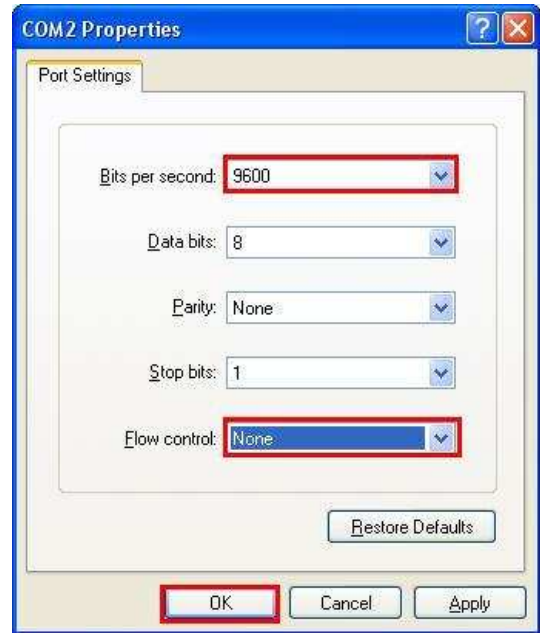 COM2 Properties
Port Settings
Bits per second: 9600
Data bits: 8
Parity: None
Stop bits: 1
Flow control: None
Restore Defaults
OK Cancel Apply